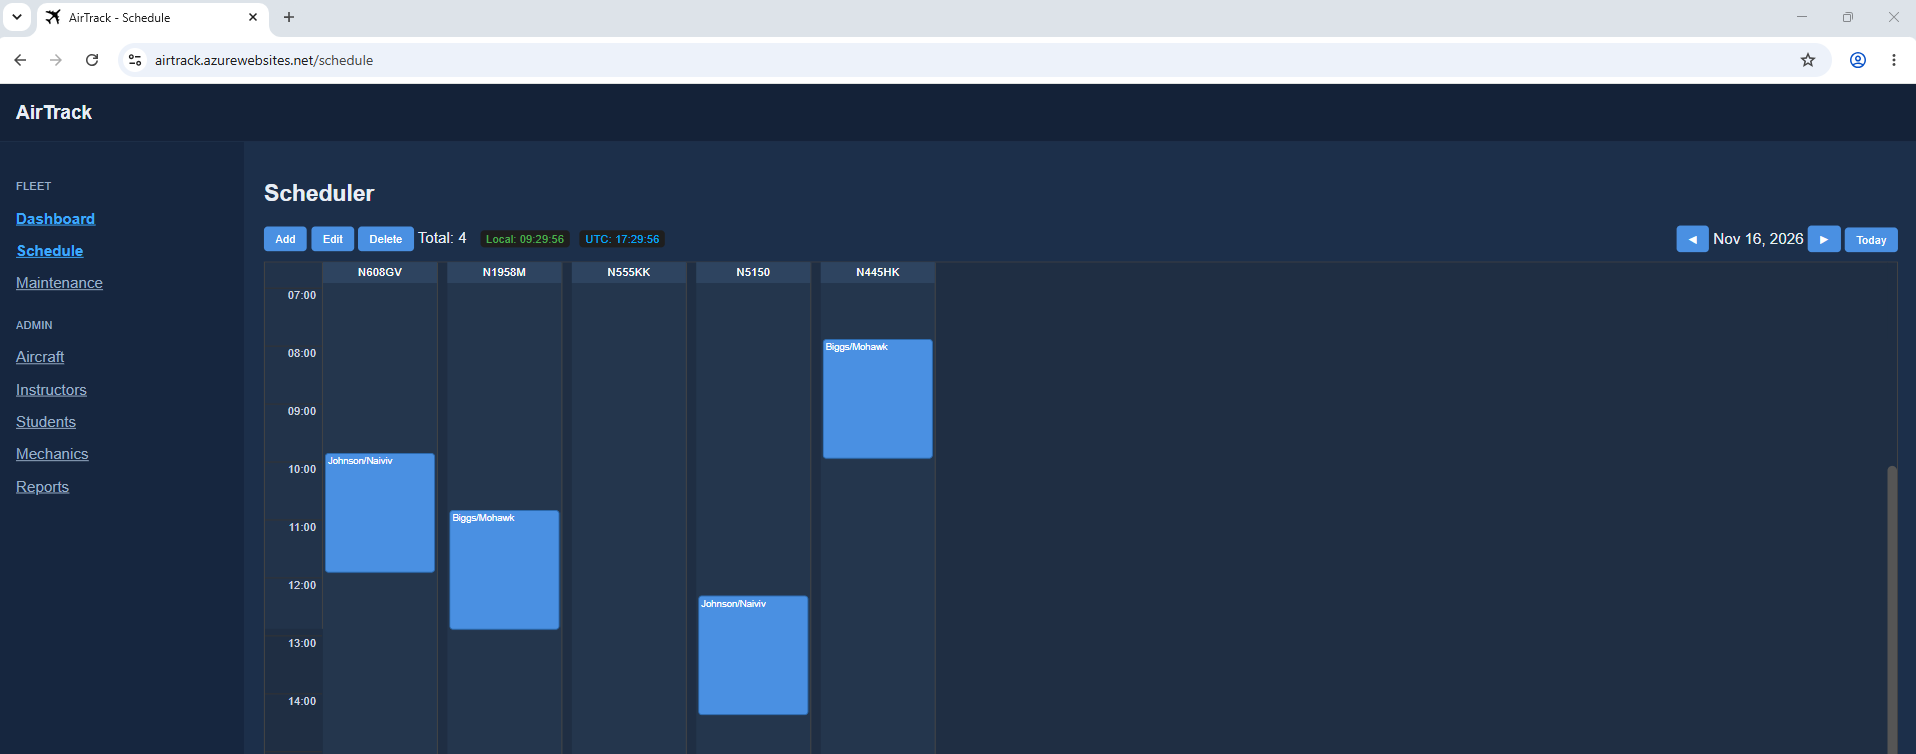 AirTrack - Schedule
airtrack.azurewebsites.net/schedule
AirTrack
FLEET
Dashboard
Schedule
Maintenance
ADMIN
Aircraft
Instructors
Students
Mechanics
Reports
Scheduler
Add Edit Delete Total: 4 Local: 09:29:56 UTC: 17:29:56 ◄ Nov 16, 2026 ► Today
N608GV N1958M N555KK N5150 N445HK
07:00
Biggs/Mohawk
08:00
09:00
Johnson/Naiviv
10:00
Biggs/Mohawk
11:00
12:00
Johnson/Naiviv
13:00
14:00